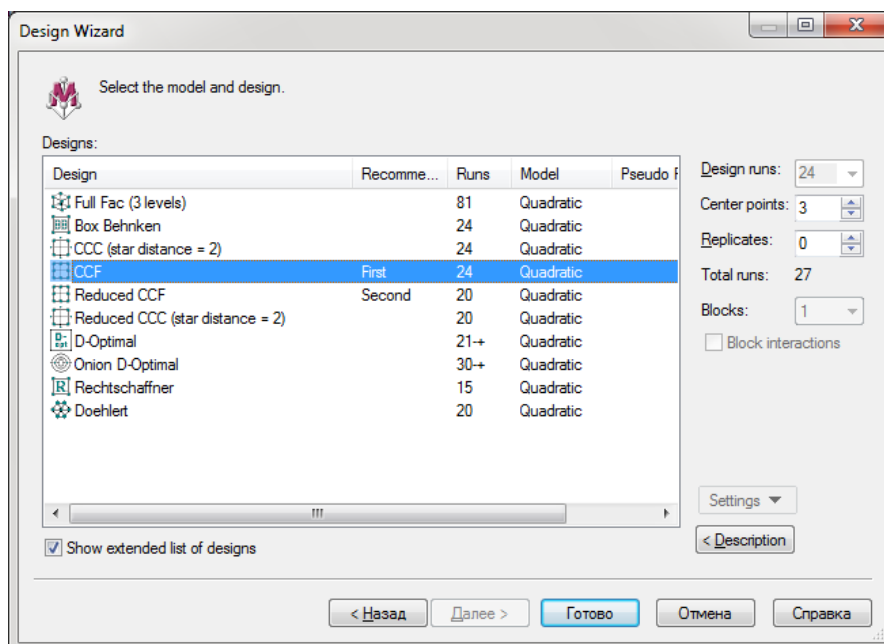 Design Wizard
Select the model and design.
Designs:
Design Recomme... Runs Model Pseudo F
Full Fac (3 levels) 81 Quadratic
Box Behnken 24 Quadratic
CCC (star distance = 2) 24 Quadratic
CCF First 24 Quadratic
Reduced CCF Second 20 Quadratic
Reduced CCC (star distance = 2) 20 Quadratic
D-Optimal 21-+ Quadratic
Onion D-Optimal 30-+ Quadratic
Rechtschaffner 15 Quadratic
Doehlert 20 Quadratic
Show extended list of designs
Design runs: 24
Center points: 3
Replicates: 0
Total runs: 27
Blocks: 1
Block interactions
Settings
< Description
< Назад Далее > Готово Отмена Справка